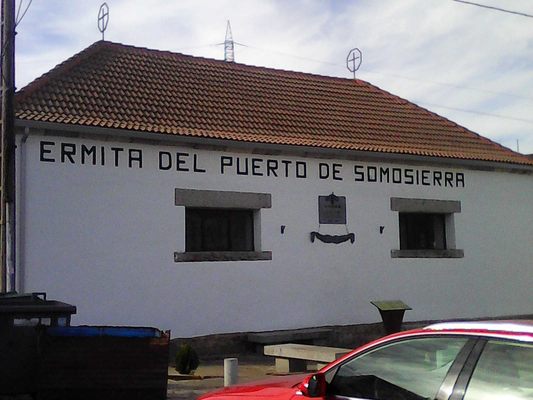 ERMITA DEL PUERTO DE SOMOSIERRA